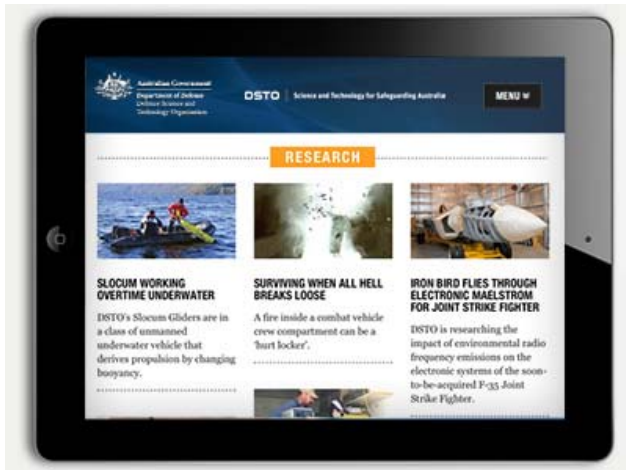 Australian Government
Department of Defence
Defence Science and
Technology Organisation
DSTO
Science and Technology for Safeguarding Australia
MENU
RESEARCH
SLOCUM WORKING
OVERTIME UNDERWATER
DSTO's Slocum Gliders are in
a class of unmanned
underwater vehicle that
derives propulsion by changing
buoyancy.
SURVIVING WHEN ALL HELL
BREAKS LOOSE
A fire inside a combat vehicle
crew compartment can be a
'hurt locker'.
IRON BIRD FLIES THROUGH
ELECTRONIC MAELSTROM
FOR JOINT STRIKE FIGHTER
DSTO is researching the
impact of environmental radio
frequency emissions on the
electronic systems of the soon-
to-be-acquired F-35 Joint
Strike Fighter.